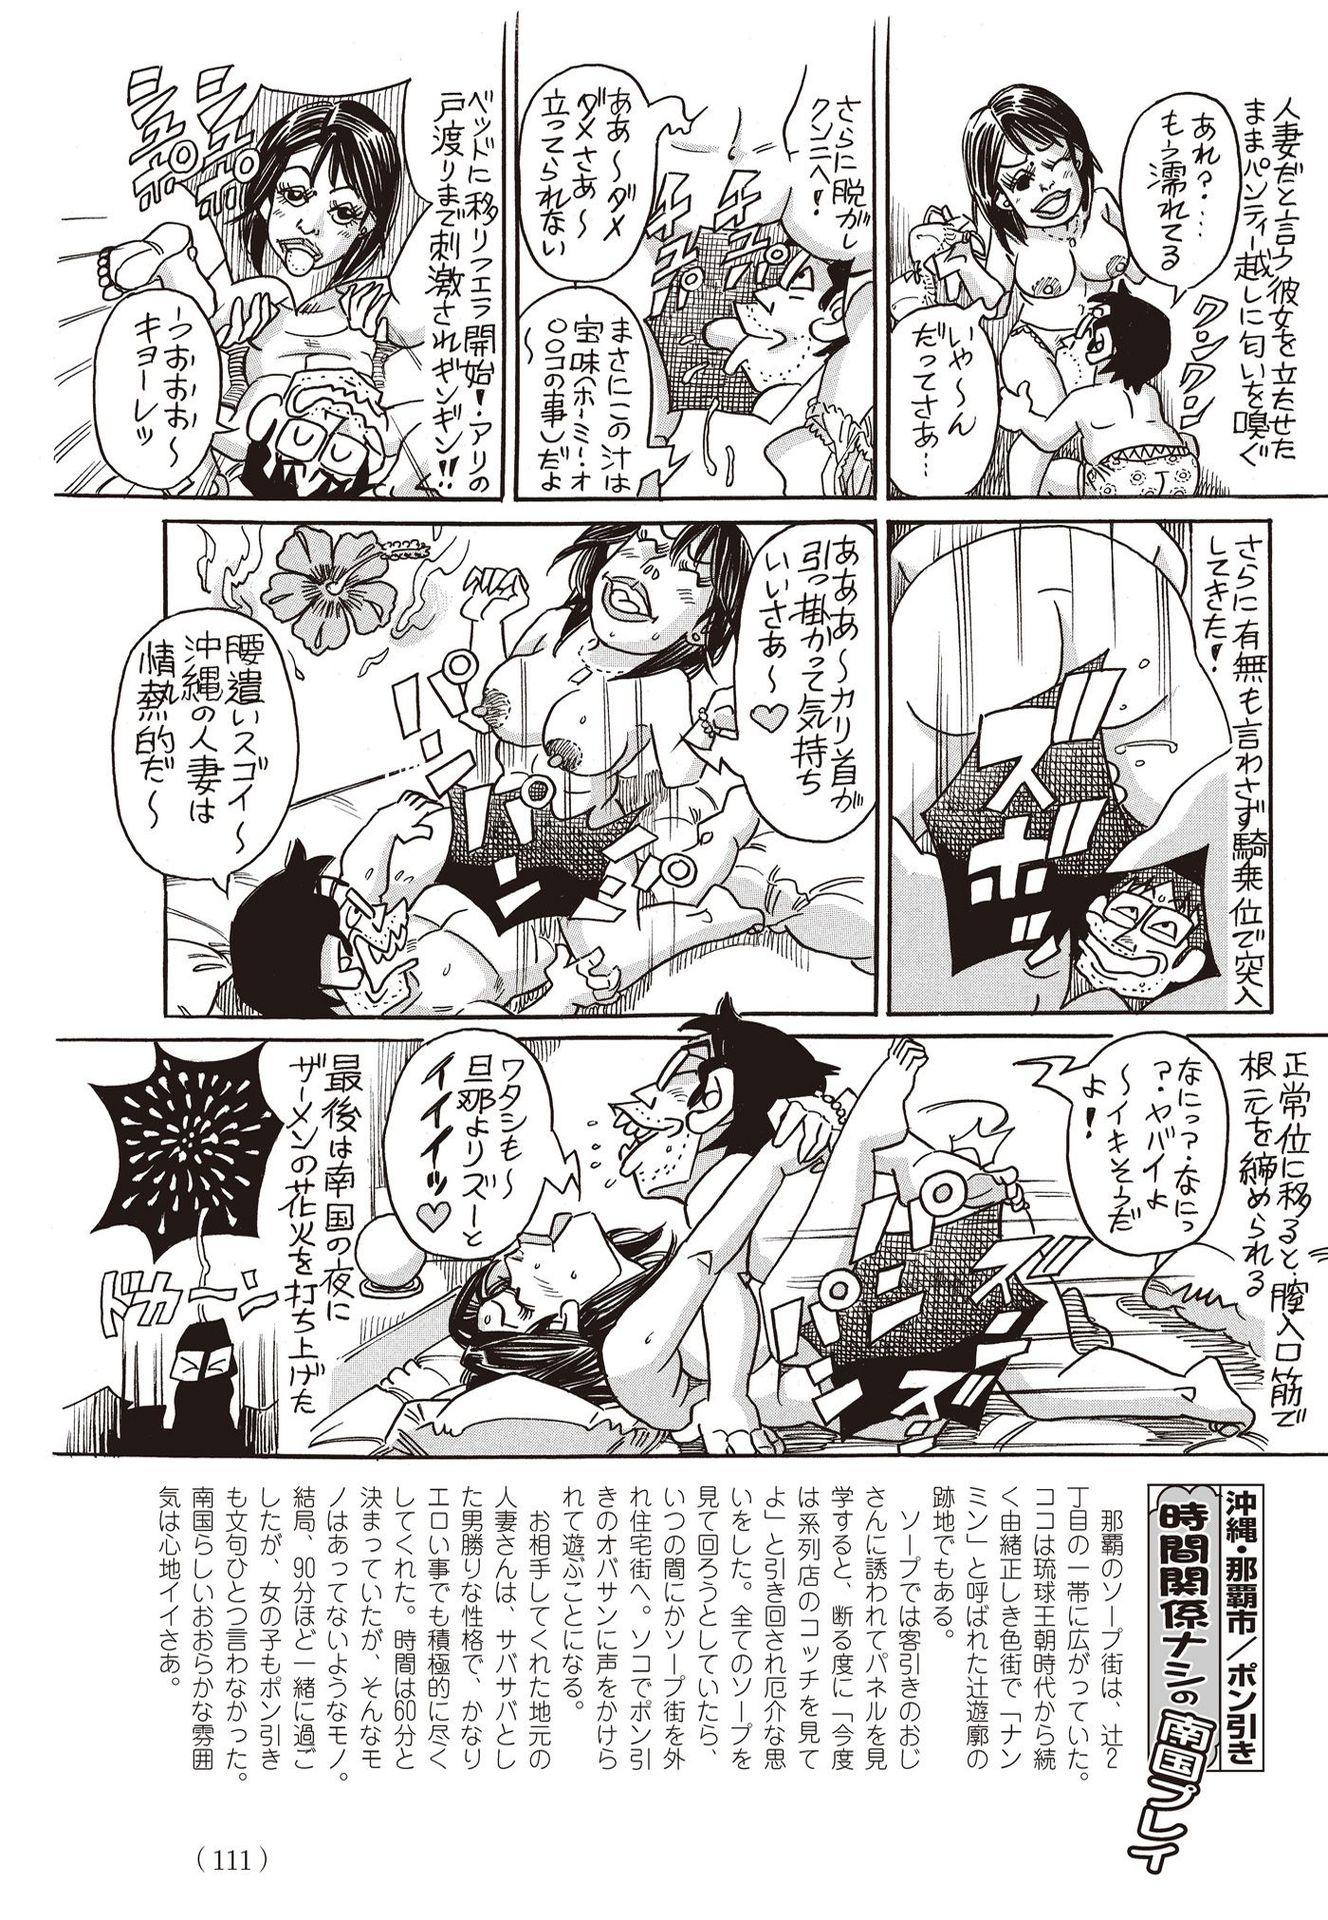 人妻だと言う彼女を立たせた
ままパンティー越しに匂いを嗅ぐ
あれ?…
もう濡れてる
クンクンクン
いや〜ん
だってさあ…
さらに脱がし
クンニへ!
チュチュチュチュ
ああ〜ダメ
ダメさぁ〜
立ってられない
まさにこの汁は
宝味(ホ〜ミ〜・オ
〇〇コの事)だよ
ベッドに移りフェラ開始!アリの
戸渡りまで刺激されギンギン!!
〜つおおお〜
キョーレッ
さらに有無も言わさず騎乗位で突入
してきた!
ズボズボ
あああ〜カリ首が
引っ掛かって気持ち
いいさあ〜♡
パンパン
腰遣いスゴイ〜
沖縄の人妻は
情熱的だ〜
正常位に移ると…膣入口筋で
根元を締められる
なにっ?なにっ
?・ヤバイよ
〜イキそうだ
よ!
パンパン
ズズズ
ワタシも〜
旦那よりズーと
イイイイッ♡
最後は南国の夜に
ザーメンの花火を打ち上げた
ドカーン
沖縄・那覇市/ポン引き
時間関係ナシの南国プレイ
那覇のソープ街は、辻2
丁目の一帯に広がっていた。
ココは琉球王朝時代から続
く由緒正しき色街で「ナン
ミン」と呼ばれた辻遊廓の
跡地でもある。
ソープでは客引きのおじ
さんに誘われてパネルを見
学すると、断る度に「今度
は系列店のコッチを見て
よ」と引き回され厄介な思
いをした。全てのソープを
見て回ろうとしていたら、
いつの間にかソープ街を外
れ住宅街へ。ソコでポン引
きのオバサンに声をかけら
れて遊ぶことになる。
お相手してくれた地元の
人妻さんは、サバサバとし
た男勝りな性格で、かなり
エロい事でも積極的に尽く
してくれた。時間は60分と
決まっていたが、そんなモ
ノはあってないようなモノ。
結局、90分ほど一緒に過ご
したが、女の子もポン引き
も文句ひとつ言わなかった。
南国らしいおおらかな雰囲
気は心地イイさあ。
(111)